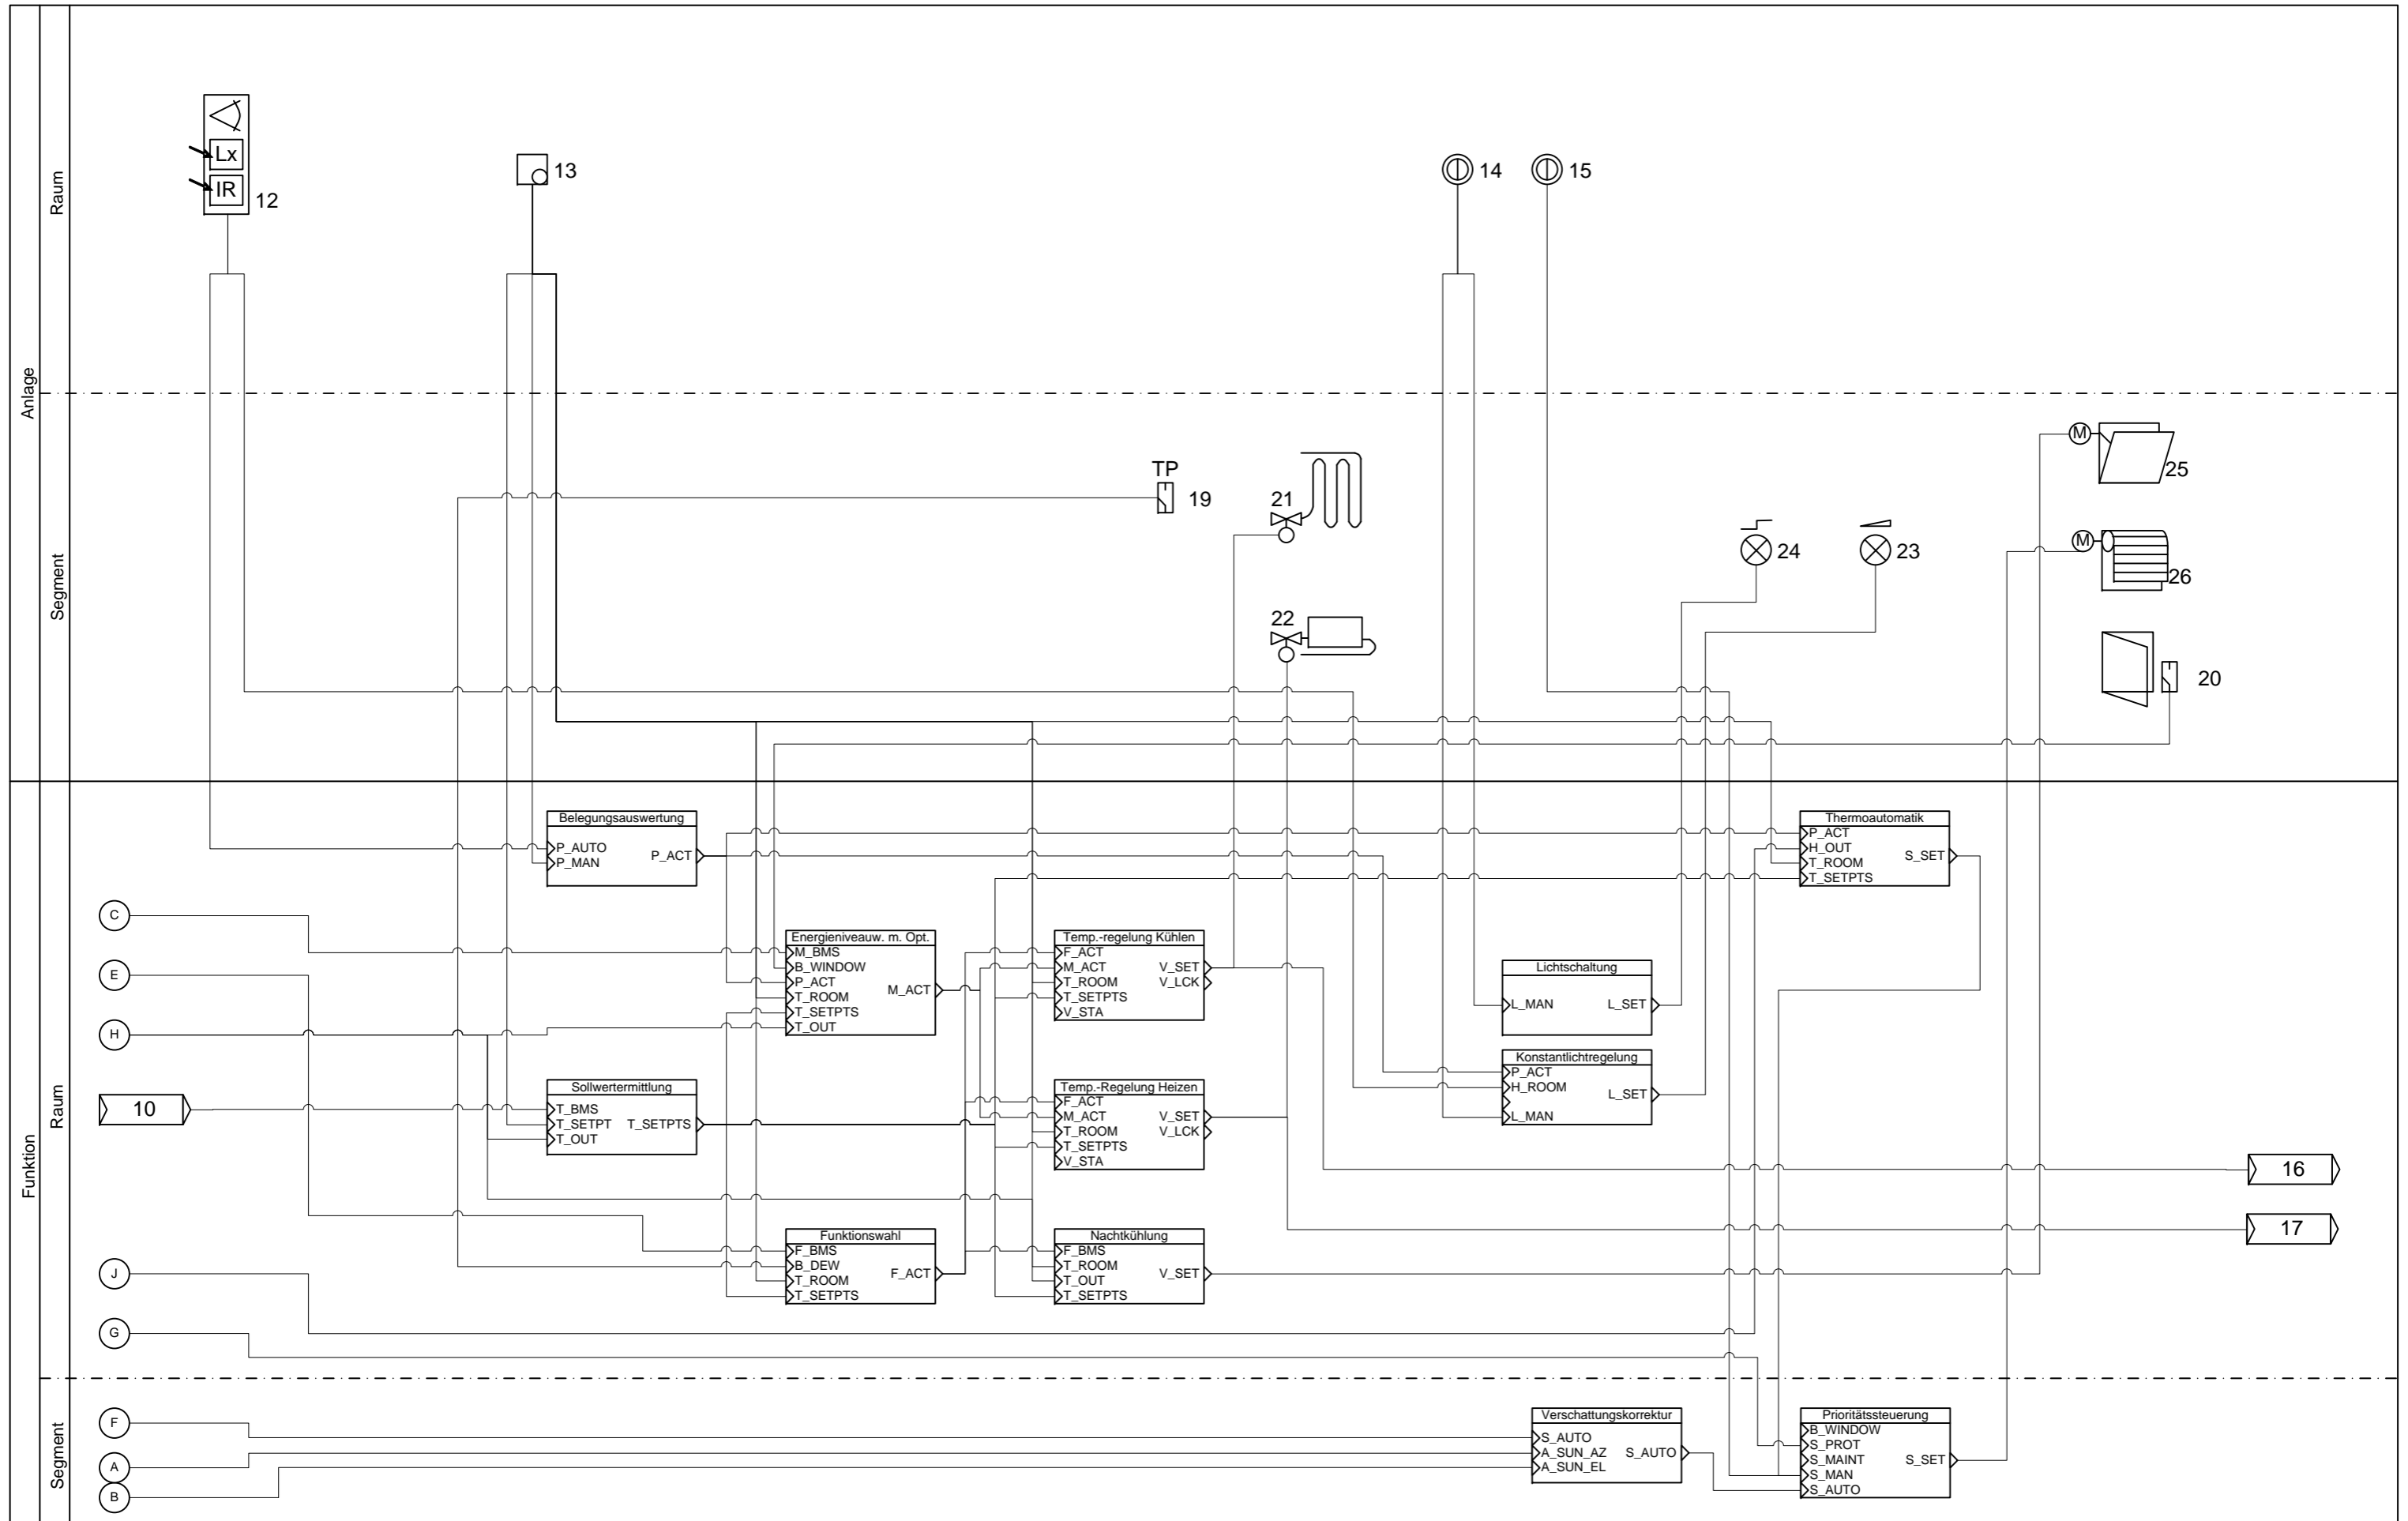 Anlage
Raum
Segment
Funktion
Raum
Segment
Lx
IR
12
13
14
15
TP
19
21
22
24
23
M
25
M
26
20
Belegungsauswertung
P_AUTO
P_MAN
P_ACT
Thermoautomatik
P_ACT
H_OUT
T_ROOM
T_SETPTS
S_SET
C
E
H
10
J
G
F
A
B
Energieniveauw. m. Opt.
M_BMS
B_WINDOW
P_ACT
T_ROOM
T_SETPTS
T_OUT
M_ACT
Temp.-regelung Kühlen
F_ACT
M_ACT
T_ROOM
T_SETPTS
V_STA
V_SET
V_LCK
Lichtschaltung
L_MAN
L_SET
Konstantlichtregelung
P_ACT
H_ROOM
L_MAN
L_SET
Sollwertermittlung
T_BMS
T_SETPT
T_OUT
T_SETPTS
Temp.-Regelung Heizen
F_ACT
M_ACT
T_ROOM
T_SETPTS
V_STA
V_SET
V_LCK
16
17
Funktionswahl
F_BMS
B_DEW
T_ROOM
T_SETPTS
F_ACT
Nachtkühlung
F_BMS
T_ROOM
T_OUT
T_SETPTS
V_SET
Verschattungskorrektur
S_AUTO
A_SUN_AZ
A_SUN_EL
S_AUTO
Prioritätssteuerung
B_WINDOW
S_PROT
S_MAINT
S_MAN
S_AUTO
S_SET